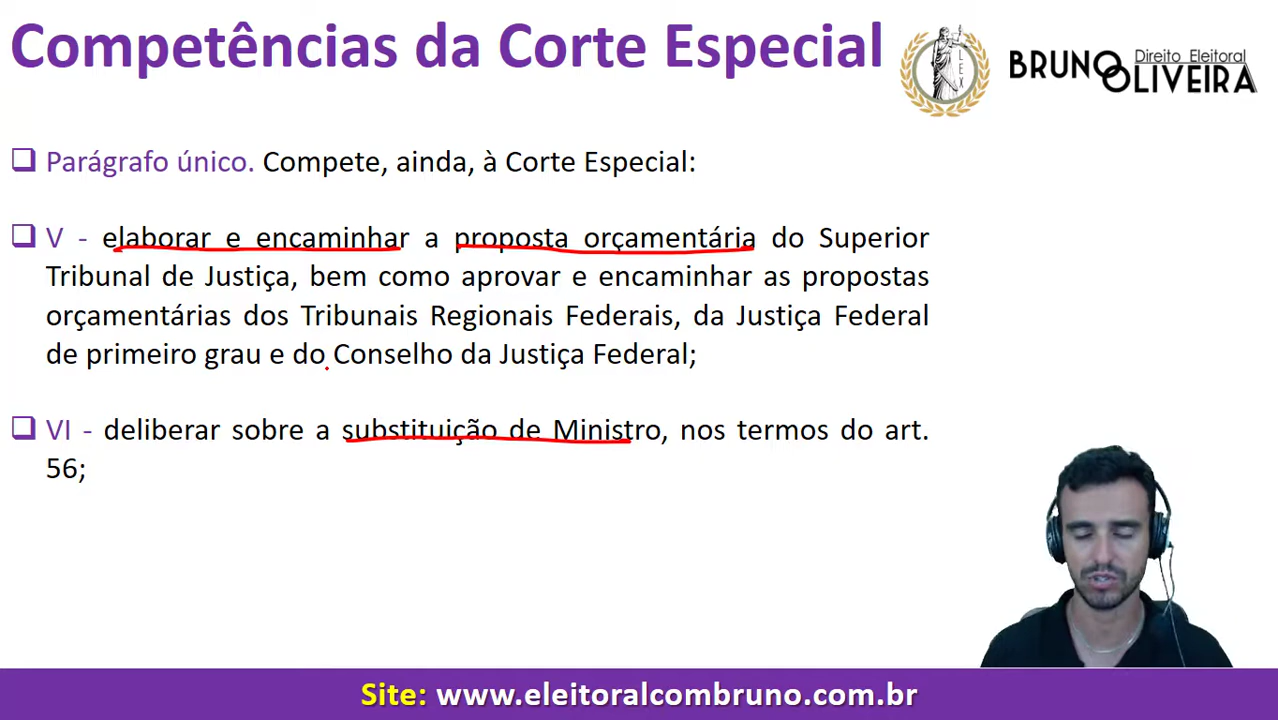 Competências da Corte Especial
LEX
BRUNO OLIVEIRA
Direito Eleitoral
Parágrafo único. Compete, ainda, à Corte Especial:
V - elaborar e encaminhar a proposta orçamentária do Superior
Tribunal de Justiça, bem como aprovar e encaminhar as propostas
orçamentárias dos Tribunais Regionais Federais, da Justiça Federal
de primeiro grau e do Conselho da Justiça Federal;
VI - deliberar sobre a substituição de Ministro, nos termos do art.
56;
Site: www.eleitoralcombruno.com.br